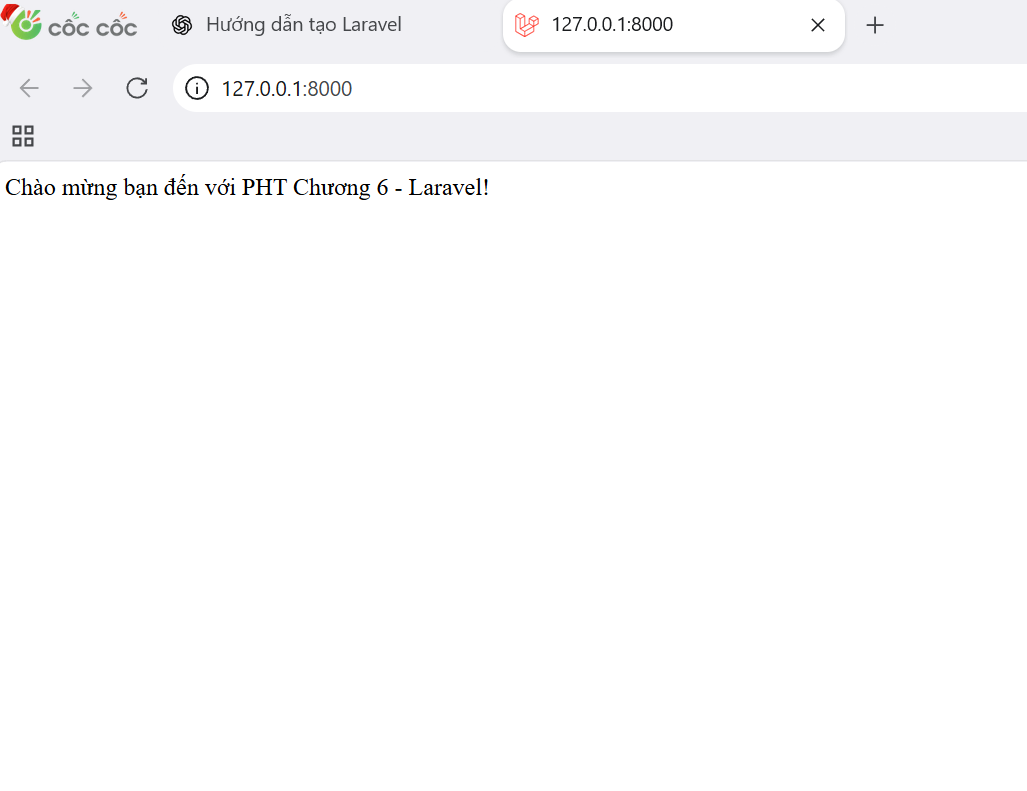 cốc cốc
Hướng dẫn tạo Laravel
127.0.0.1:8000
127.0.0.1:8000
Chào mừng bạn đến với PHT Chương 6 - Laravel!